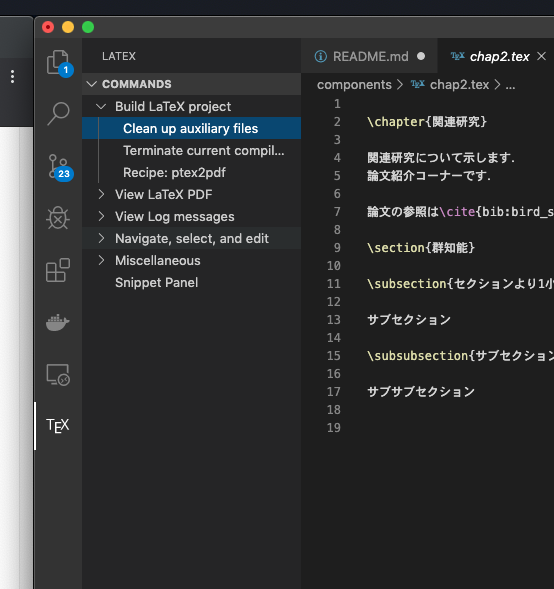 LATEX
COMMANDS
Build LaTeX project
Clean up auxiliary files
Terminate current compil...
Recipe: ptex2pdf
View LaTeX PDF
View Log messages
Navigate, select, and edit
Miscellaneous
Snippet Panel
1
23
TEX
README.md
TEX chap2.tex
components > TEX chap2.tex > ...
1
2 \chapter{関連研究}
3
4 関連研究について示します.
5 論文紹介コーナーです.
6
7 論文の参照は\cite{bib:bird_s
8
9 \section{群知能}
10
11 \subsection{セクションより1小
12
13 サブセクション
14
15 \subsubsection{サブセクション
16
17 サブサブセクション
18
19